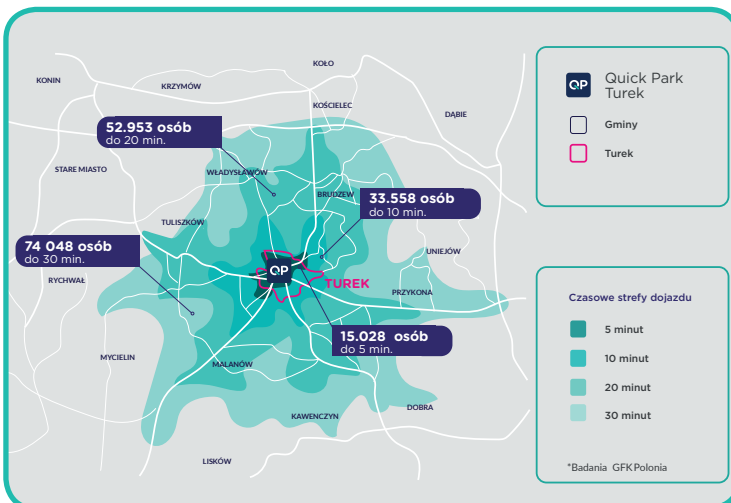 KOŁO
KONIN
KRZYMÓW
KOŚCIELEC
DĄBIE
52.953 osób
do 20 min.
STARE MIASTO
WŁADYSŁAWÓW
BRUDZEW
33.558 osób
do 10 min.
TULISZKÓW
74 048 osób
do 30 min.
UNIEJÓW
RYCHWAŁ
QP
TUREK
PRZYKONA
15.028 osób
do 5 min.
MYCIELIN
MALANÓW
DOBRA
KAWENCZYN
LISKÓW
QP
Quick Park
Turek
Gminy
Turek
Czasowe strefy dojazdu
5 minut
10 minut
20 minut
30 minut
*Badania GFK Polonia